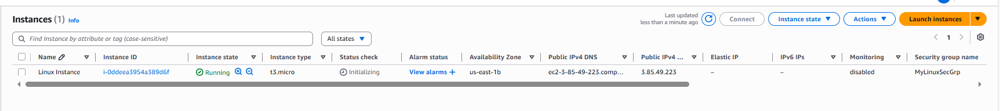 Instances (1) Info
Last updated
less than a minute ago
Connect
Instance state
Actions
Launch instances
Find Instance by attribute or tag (case-sensitive)
All states
1
Name Instance ID Instance state Instance type Status check Alarm status Availability Zone Public IPv4 DNS Public IPv4 ... Elastic IP IPv6 IPs Monitoring Security group name
Linux Instance i-0ddeea3954a389d6f Running t3.micro Initializing View alarms + us-east-1b ec2-3-85-49-223.comp... 3.85.49.223 – – disabled MyLinuxSecGrp